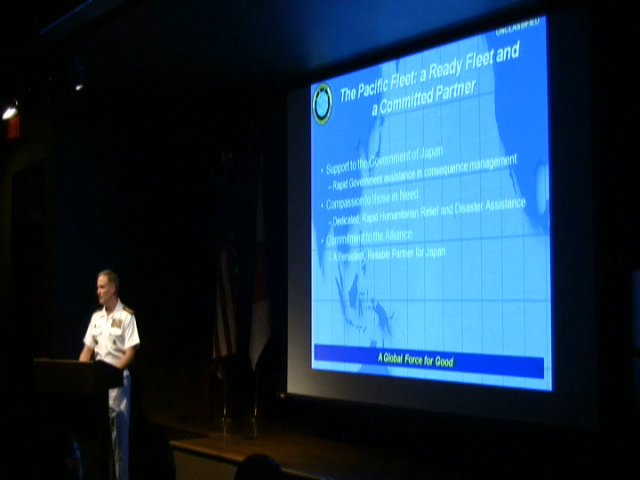 UNCLASSIFIED
The Pacific Fleet: a Ready Fleet and
a Committed Partner
• Support to the Government of Japan
– Rapid Government assistance in consequence management
• Compassion to those in Need
– Dedicated, Rapid Humanitarian Relief and Disaster Assistance
• Commitment to the Alliance
– A Persistent, Reliable Partner for Japan
A Global Force for Good